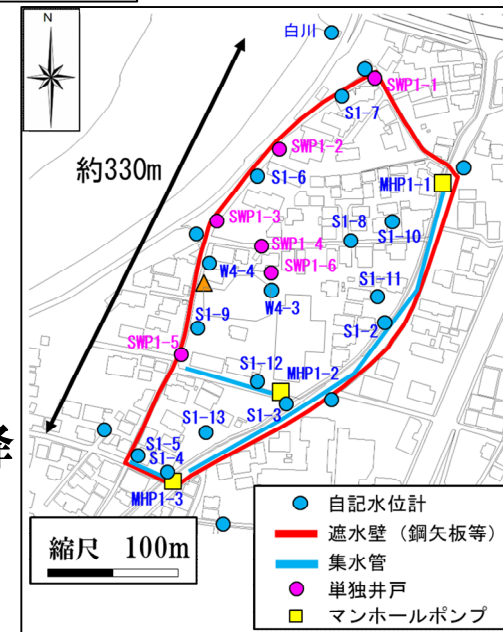 N
白川
SWP1-1
S1-7
約330m
SWP1-2
MHP1-1
S1-6
SWP1-3
S1-8
S1-10
SWP1-4
W4-4
SWP1-6
S1-11
W4-3
S1-9
S1-2
SWP1-5
S1-12
MHP1-2
S1-3
S1-13
S1-5
S1-4
MHP1-3
縮尺 100m
自記水位計
遮水壁(鋼矢板等)
集水管
単独井戸
マンホールポンプ